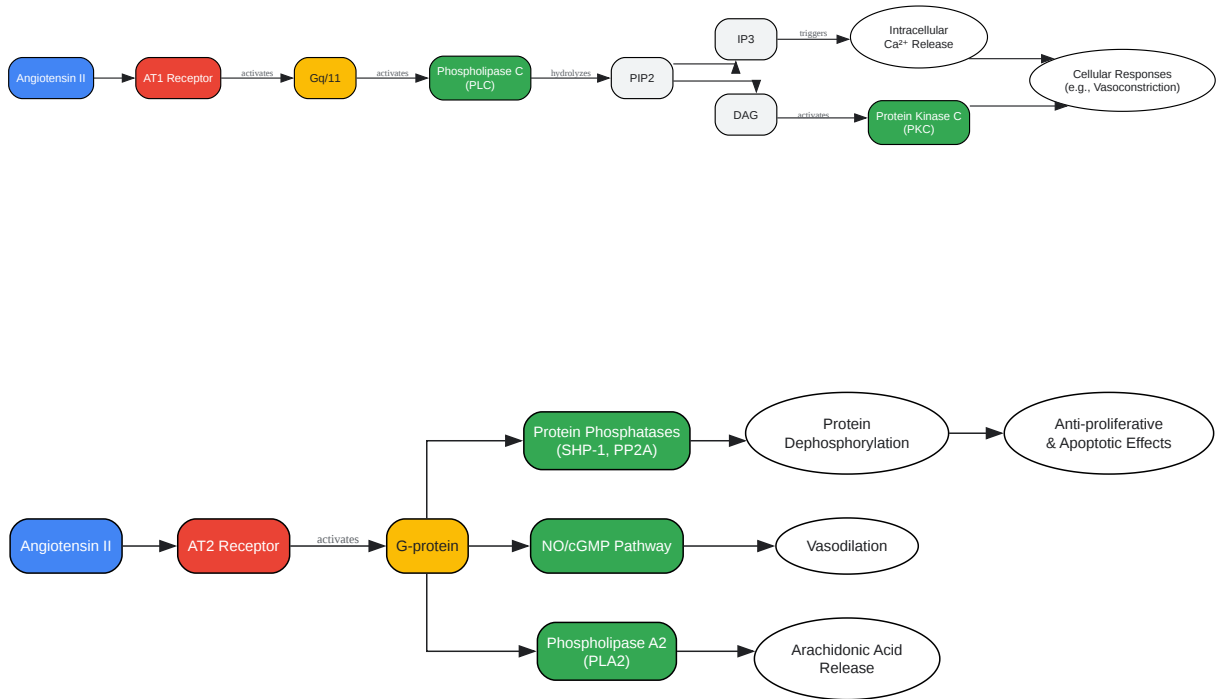 Angiotensin II
AT1 Receptor
activates
Gq/11
activates
Phospholipase C
(PLC)
hydrolyzes
PIP2
IP3
triggers
Intracellular
Ca²⁺ Release
DAG
activates
Protein Kinase C
(PKC)
Cellular Responses
(e.g., Vasoconstriction)
Angiotensin II
AT2 Receptor
activates
G-protein
Protein Phosphatases
(SHP-1, PP2A)
Protein
Dephosphorylation
Anti-proliferative
& Apoptotic Effects
NO/cGMP Pathway
Vasodilation
Phospholipase A2
(PLA2)
Arachidonic Acid
Release